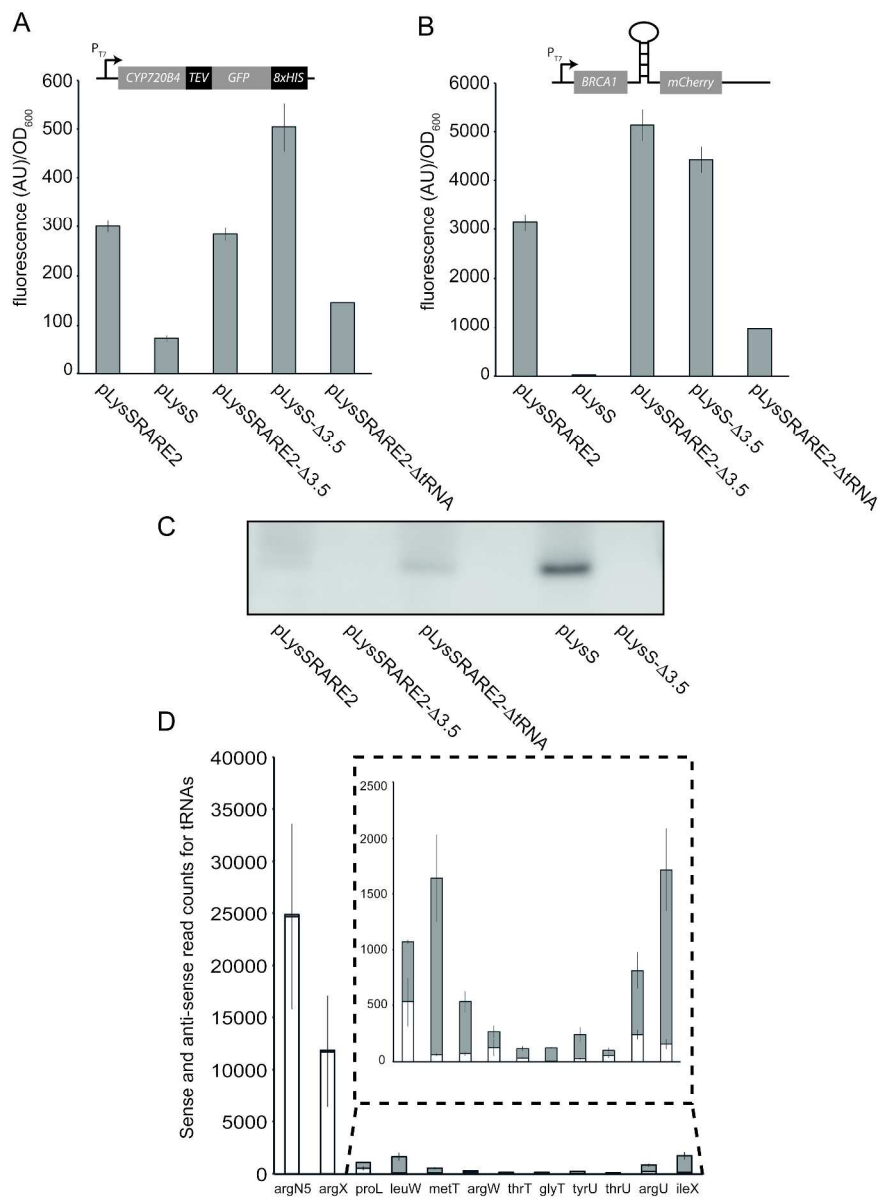 A
P_T7
CYP720B4 TEV GFP 8xHIS
fluorescence (AU)/OD600
600
500
400
300
200
100
0
pLysSRARE2
pLysS
pLysSRARE2-Δ3.5
pLysS-Δ3.5
pLysSRARE2-ΔtRNA
B
P_T7
BRCA1 mCherry
fluorescence (AU)/OD600
6000
5000
4000
3000
2000
1000
0
pLysSRARE2
pLysS
pLysSRARE2-Δ3.5
pLysS-Δ3.5
pLysSRARE2-ΔtRNA
C
pLysSRARE2
pLysSRARE2-Δ3.5
pLysSRARE2-ΔtRNA
pLysS
pLysS-Δ3.5
D
Sense and anti-sense read counts for tRNAs
40000
35000
30000
25000
20000
15000
10000
5000
0
2500
2000
1500
1000
500
0
argN5 argX proL leuW metT argW thrT glyT tyrU thrU argU ileX